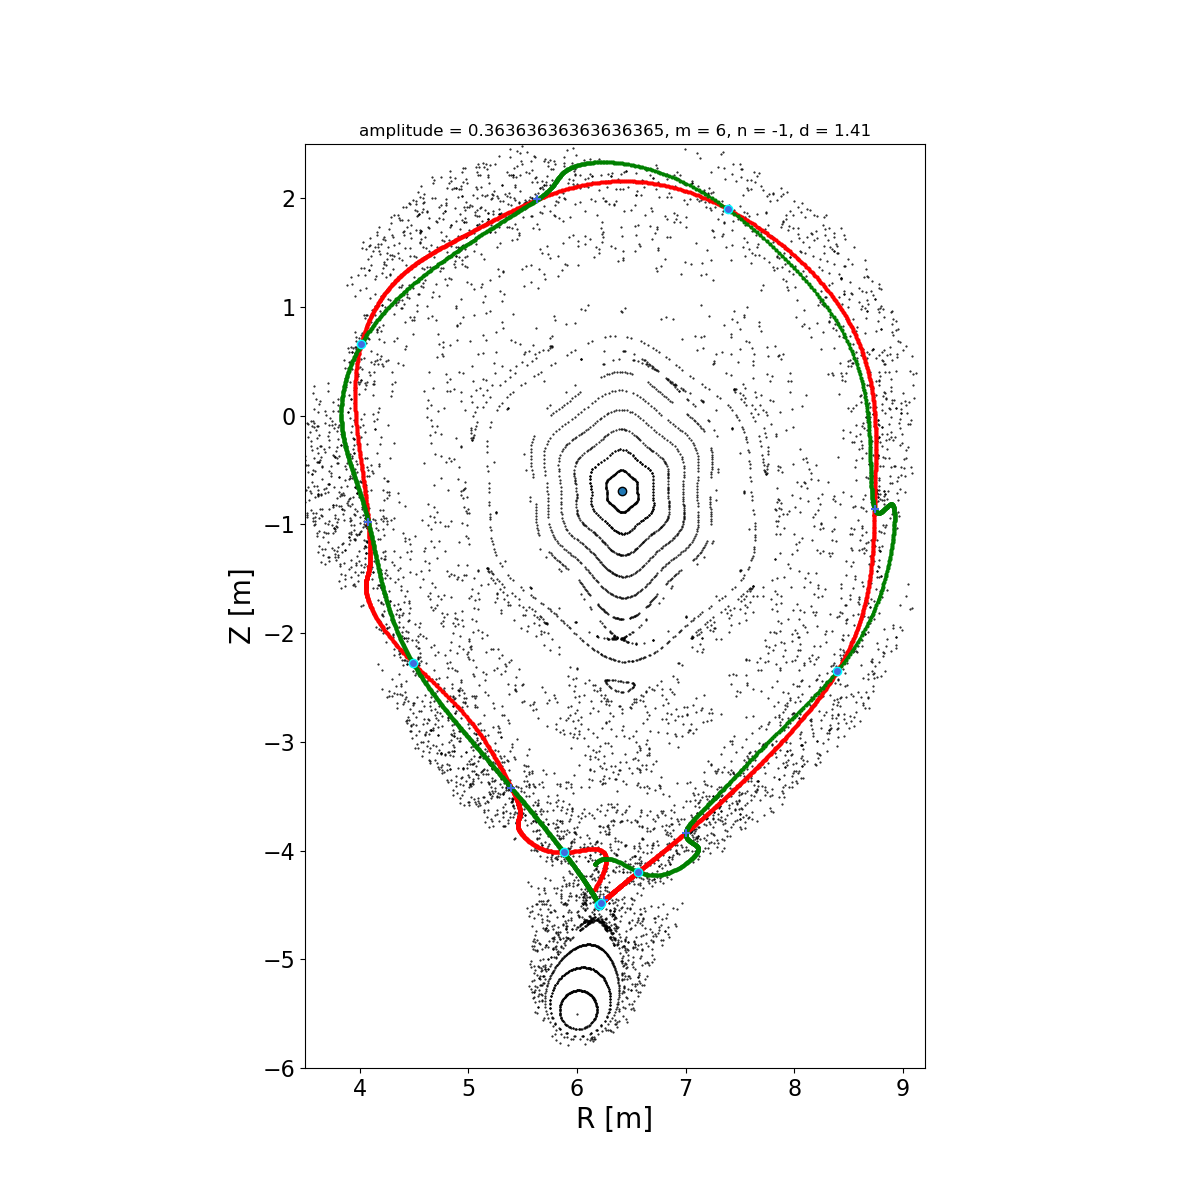 amplitude = 0.36363636363636365, m = 6, n = -1, d = 1.41
2
1
0
−1
−2
−3
−4
−5
−6
Z [m]
4 5 6 7 8 9
R [m]